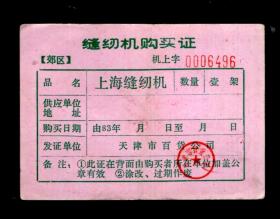 缝纫机购买证
【郊区】 机上字 0006496
品名 上海缝纫机 数量 壹架
供应单位
地址
购买日期 由83年 月 日至 月 日
发证单位 天津市百货公司
备注：①此证在背面由购买者所在单位加盖公
章有效 ②涂改、过期作废